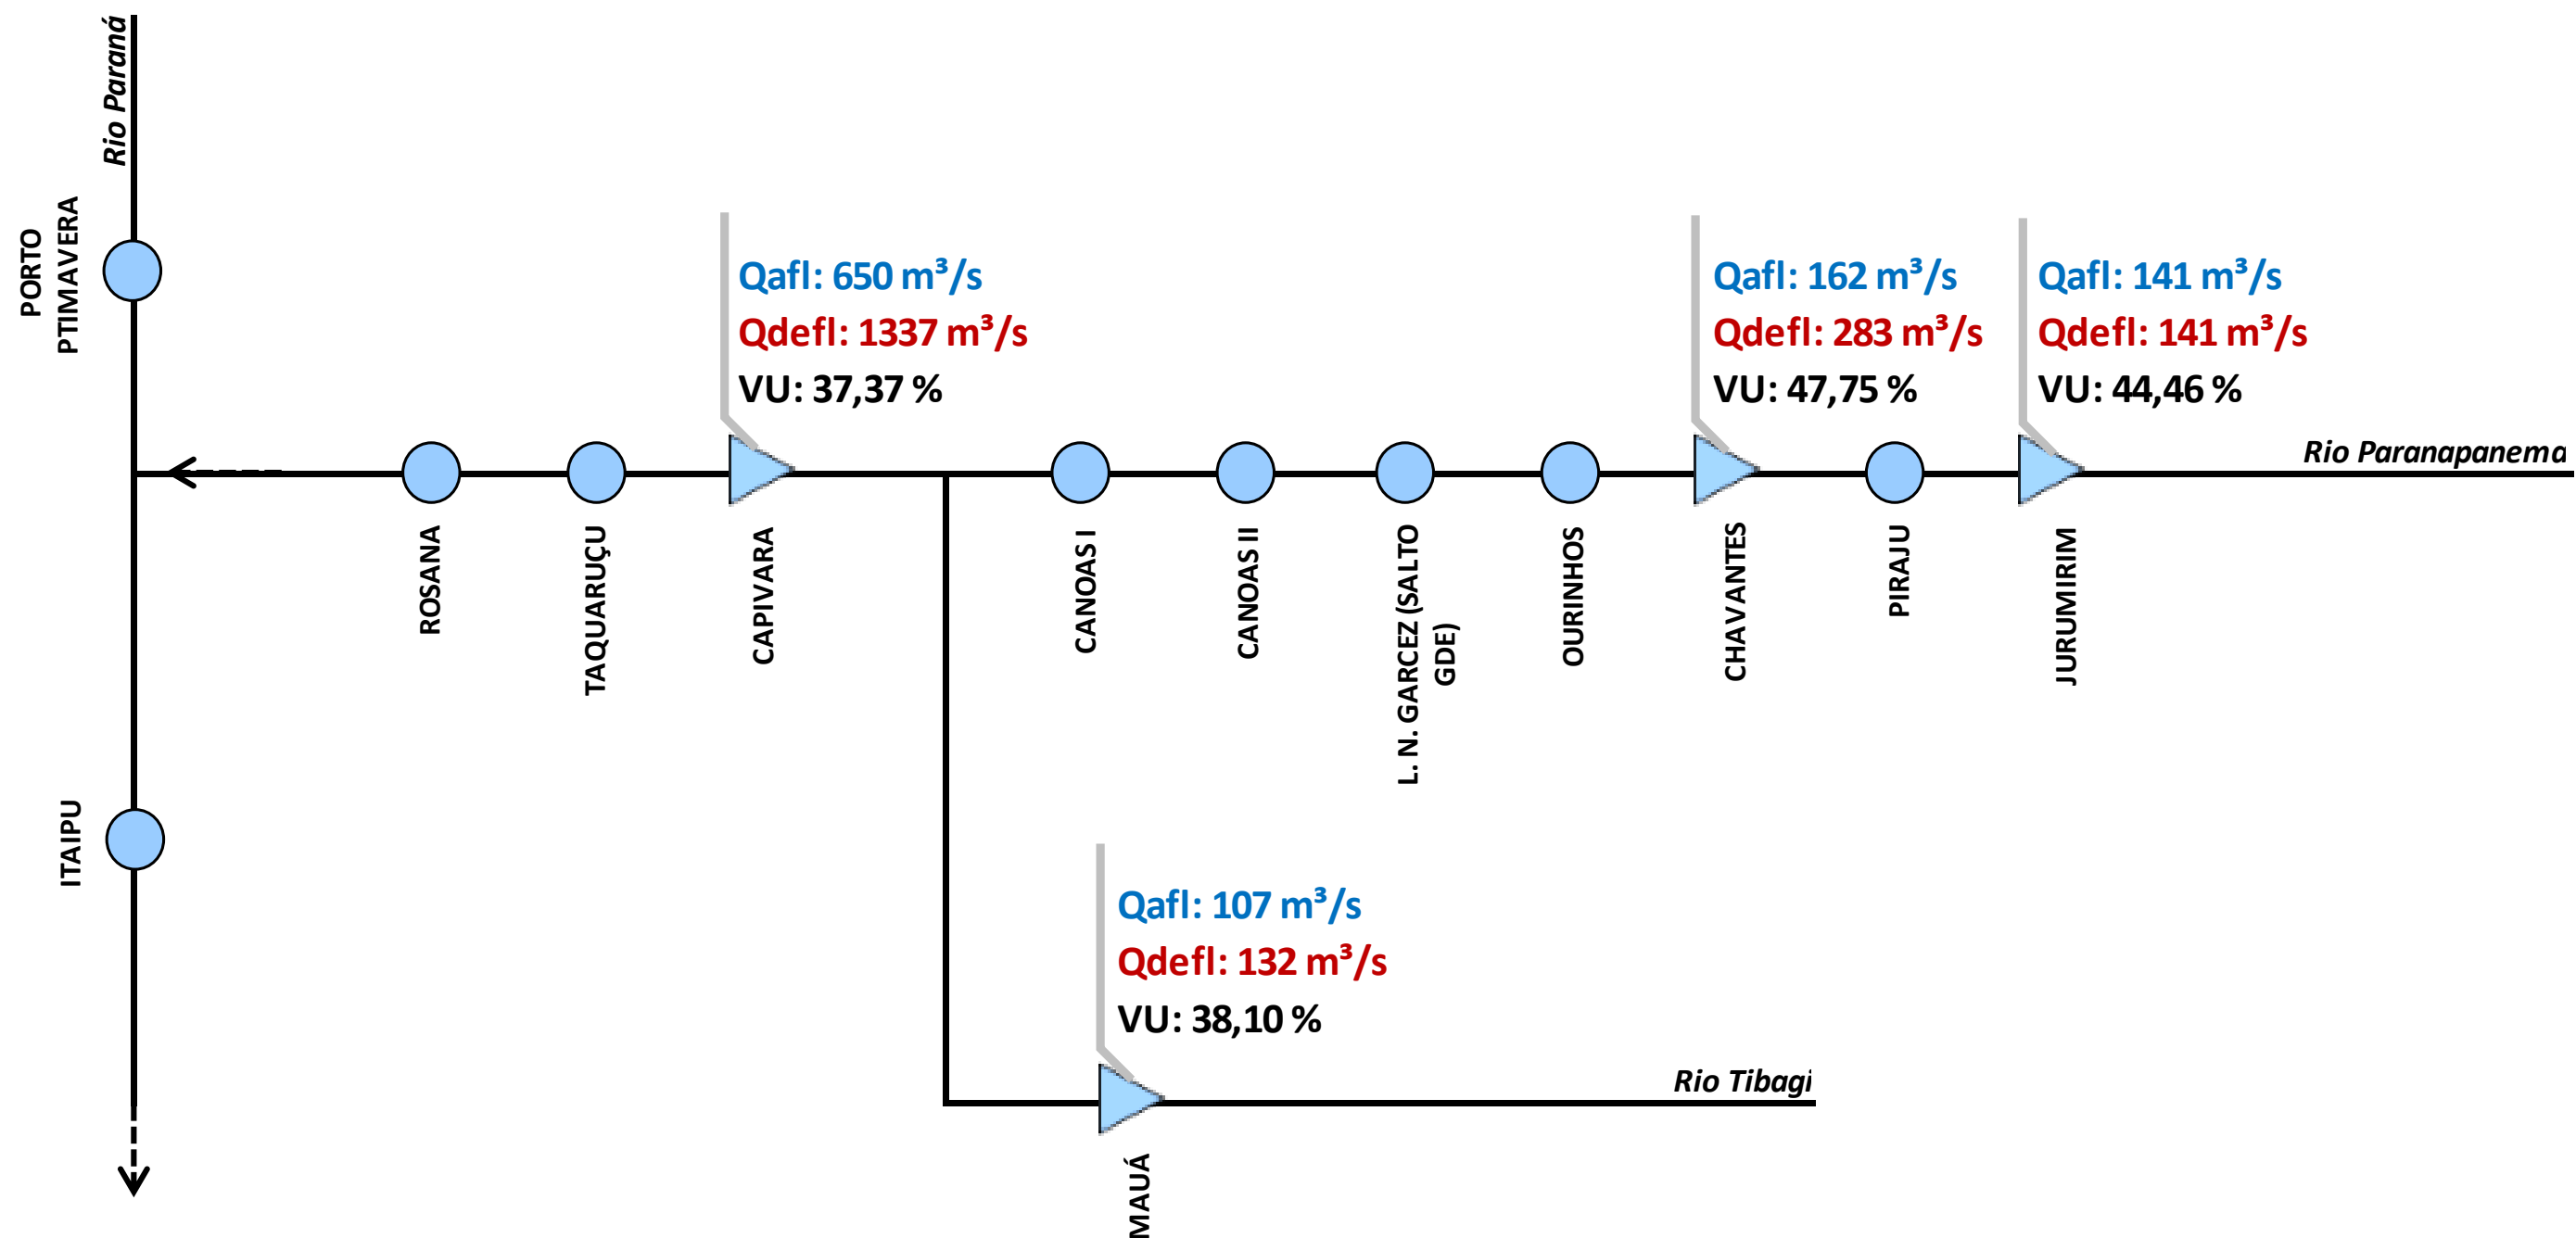 Rio Paraná
PORTO
PTIMAVERA
Qafl: 650 m³/s
Qdefl: 1337 m³/s
VU: 37,37 %
Qafl: 162 m³/s
Qdefl: 283 m³/s
VU: 47,75 %
Qafl: 141 m³/s
Qdefl: 141 m³/s
VU: 44,46 %
Rio Paranapanema
ROSANA
TAQUARUÇU
CAPIVARA
CANOAS I
CANOAS II
L. N. GARCEZ (SALTO
GDE)
OURINHOS
CHAVANTES
PIRAJU
JURUMIRIM
ITAIPU
Qafl: 107 m³/s
Qdefl: 132 m³/s
VU: 38,10 %
Rio Tibagi
MAUÁ